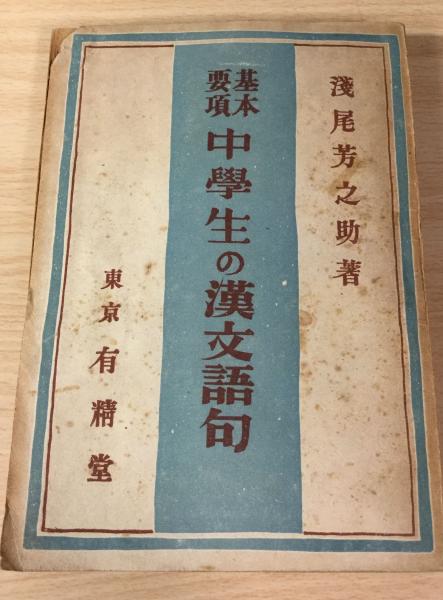 淺尾芳之助著
基本要項
中學生の漢文語句
東京 有精堂